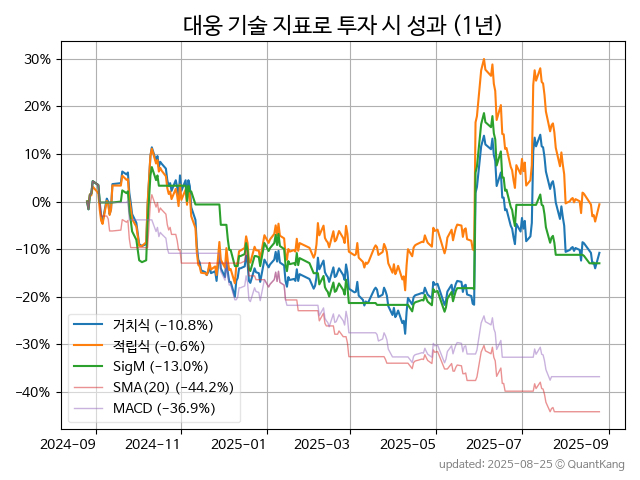 대웅 기술 지표로 투자 시 성과 (1년)
30%
20%
10%
0%
−10%
−20%
−30%
−40%
거치식 (−10.8%)
적립식 (−0.6%)
SigM (−13.0%)
SMA(20) (−44.2%)
MACD (−36.9%)
2024-09 2024-11 2025-01 2025-03 2025-05 2025-07 2025-09
updated: 2025-08-25 © QuantKang